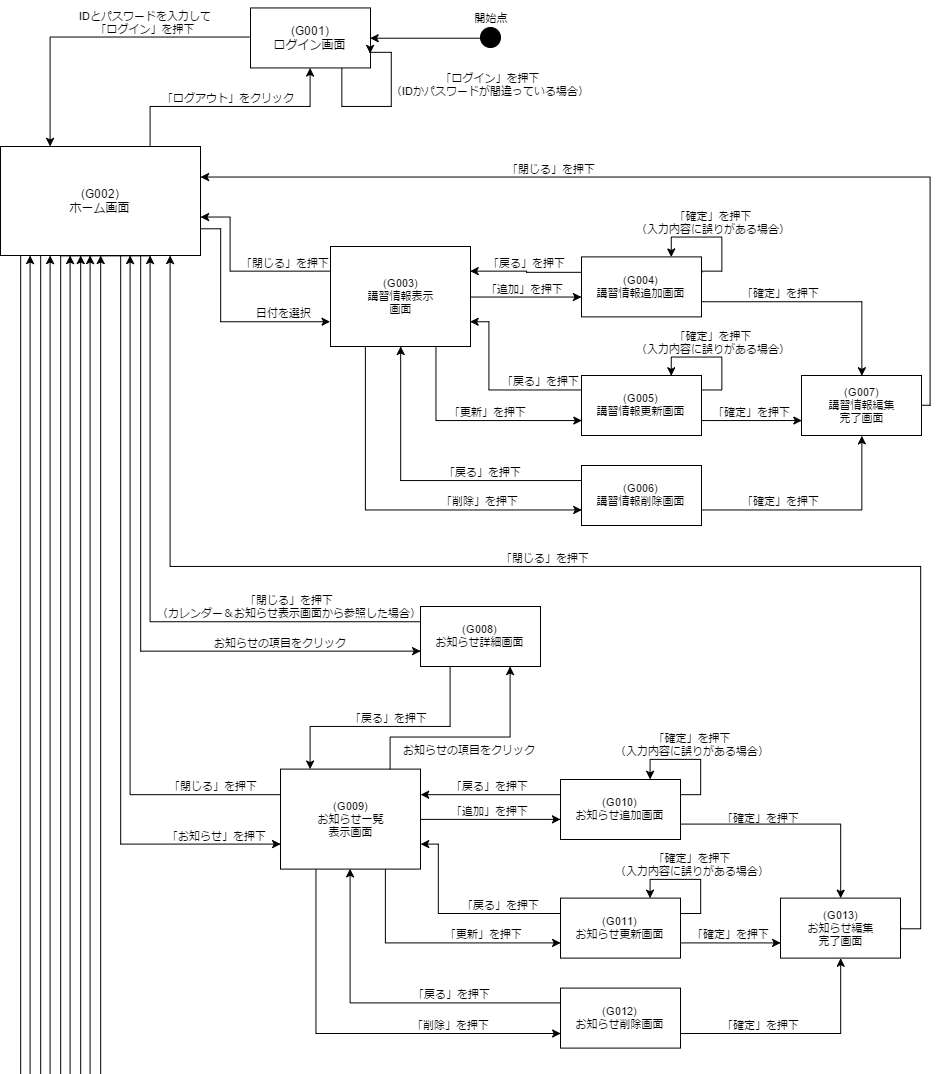 IDとパスワードを入力して
「ログイン」を押下
(G001)
ログイン画面
開始点
「ログイン」を押下
(IDかパスワードが間違っている場合)
「ログアウト」をクリック
(G002)
ホーム画面
「閉じる」を押下
「確定」を押下
(入力内容に誤りがある場合)
「閉じる」を押下
(G003)
講習情報表示
画面
「戻る」を押下
(G004)
講習情報追加画面
「追加」を押下
「確定」を押下
日付を選択
「確定」を押下
(入力内容に誤りがある場合)
「戻る」を押下
(G005)
講習情報更新画面
「更新」を押下
「確定」を押下
(G007)
講習情報編集
完了画面
「戻る」を押下
(G006)
講習情報削除画面
「削除」を押下
「確定」を押下
「閉じる」を押下
「閉じる」を押下
(カレンダー＆お知らせ表示画面から参照した場合)
(G008)
お知らせ詳細画面
お知らせの項目をクリック
「戻る」を押下
お知らせの項目をクリック
「確定」を押下
(入力内容に誤りがある場合)
「閉じる」を押下
(G009)
お知らせ一覧
表示画面
「戻る」を押下
(G010)
お知らせ追加画面
「追加」を押下
「確定」を押下
「お知らせ」を押下
「確定」を押下
(入力内容に誤りがある場合)
「戻る」を押下
(G011)
お知らせ更新画面
「更新」を押下
「確定」を押下
(G013)
お知らせ編集
完了画面
「戻る」を押下
(G012)
お知らせ削除画面
「削除」を押下
「確定」を押下